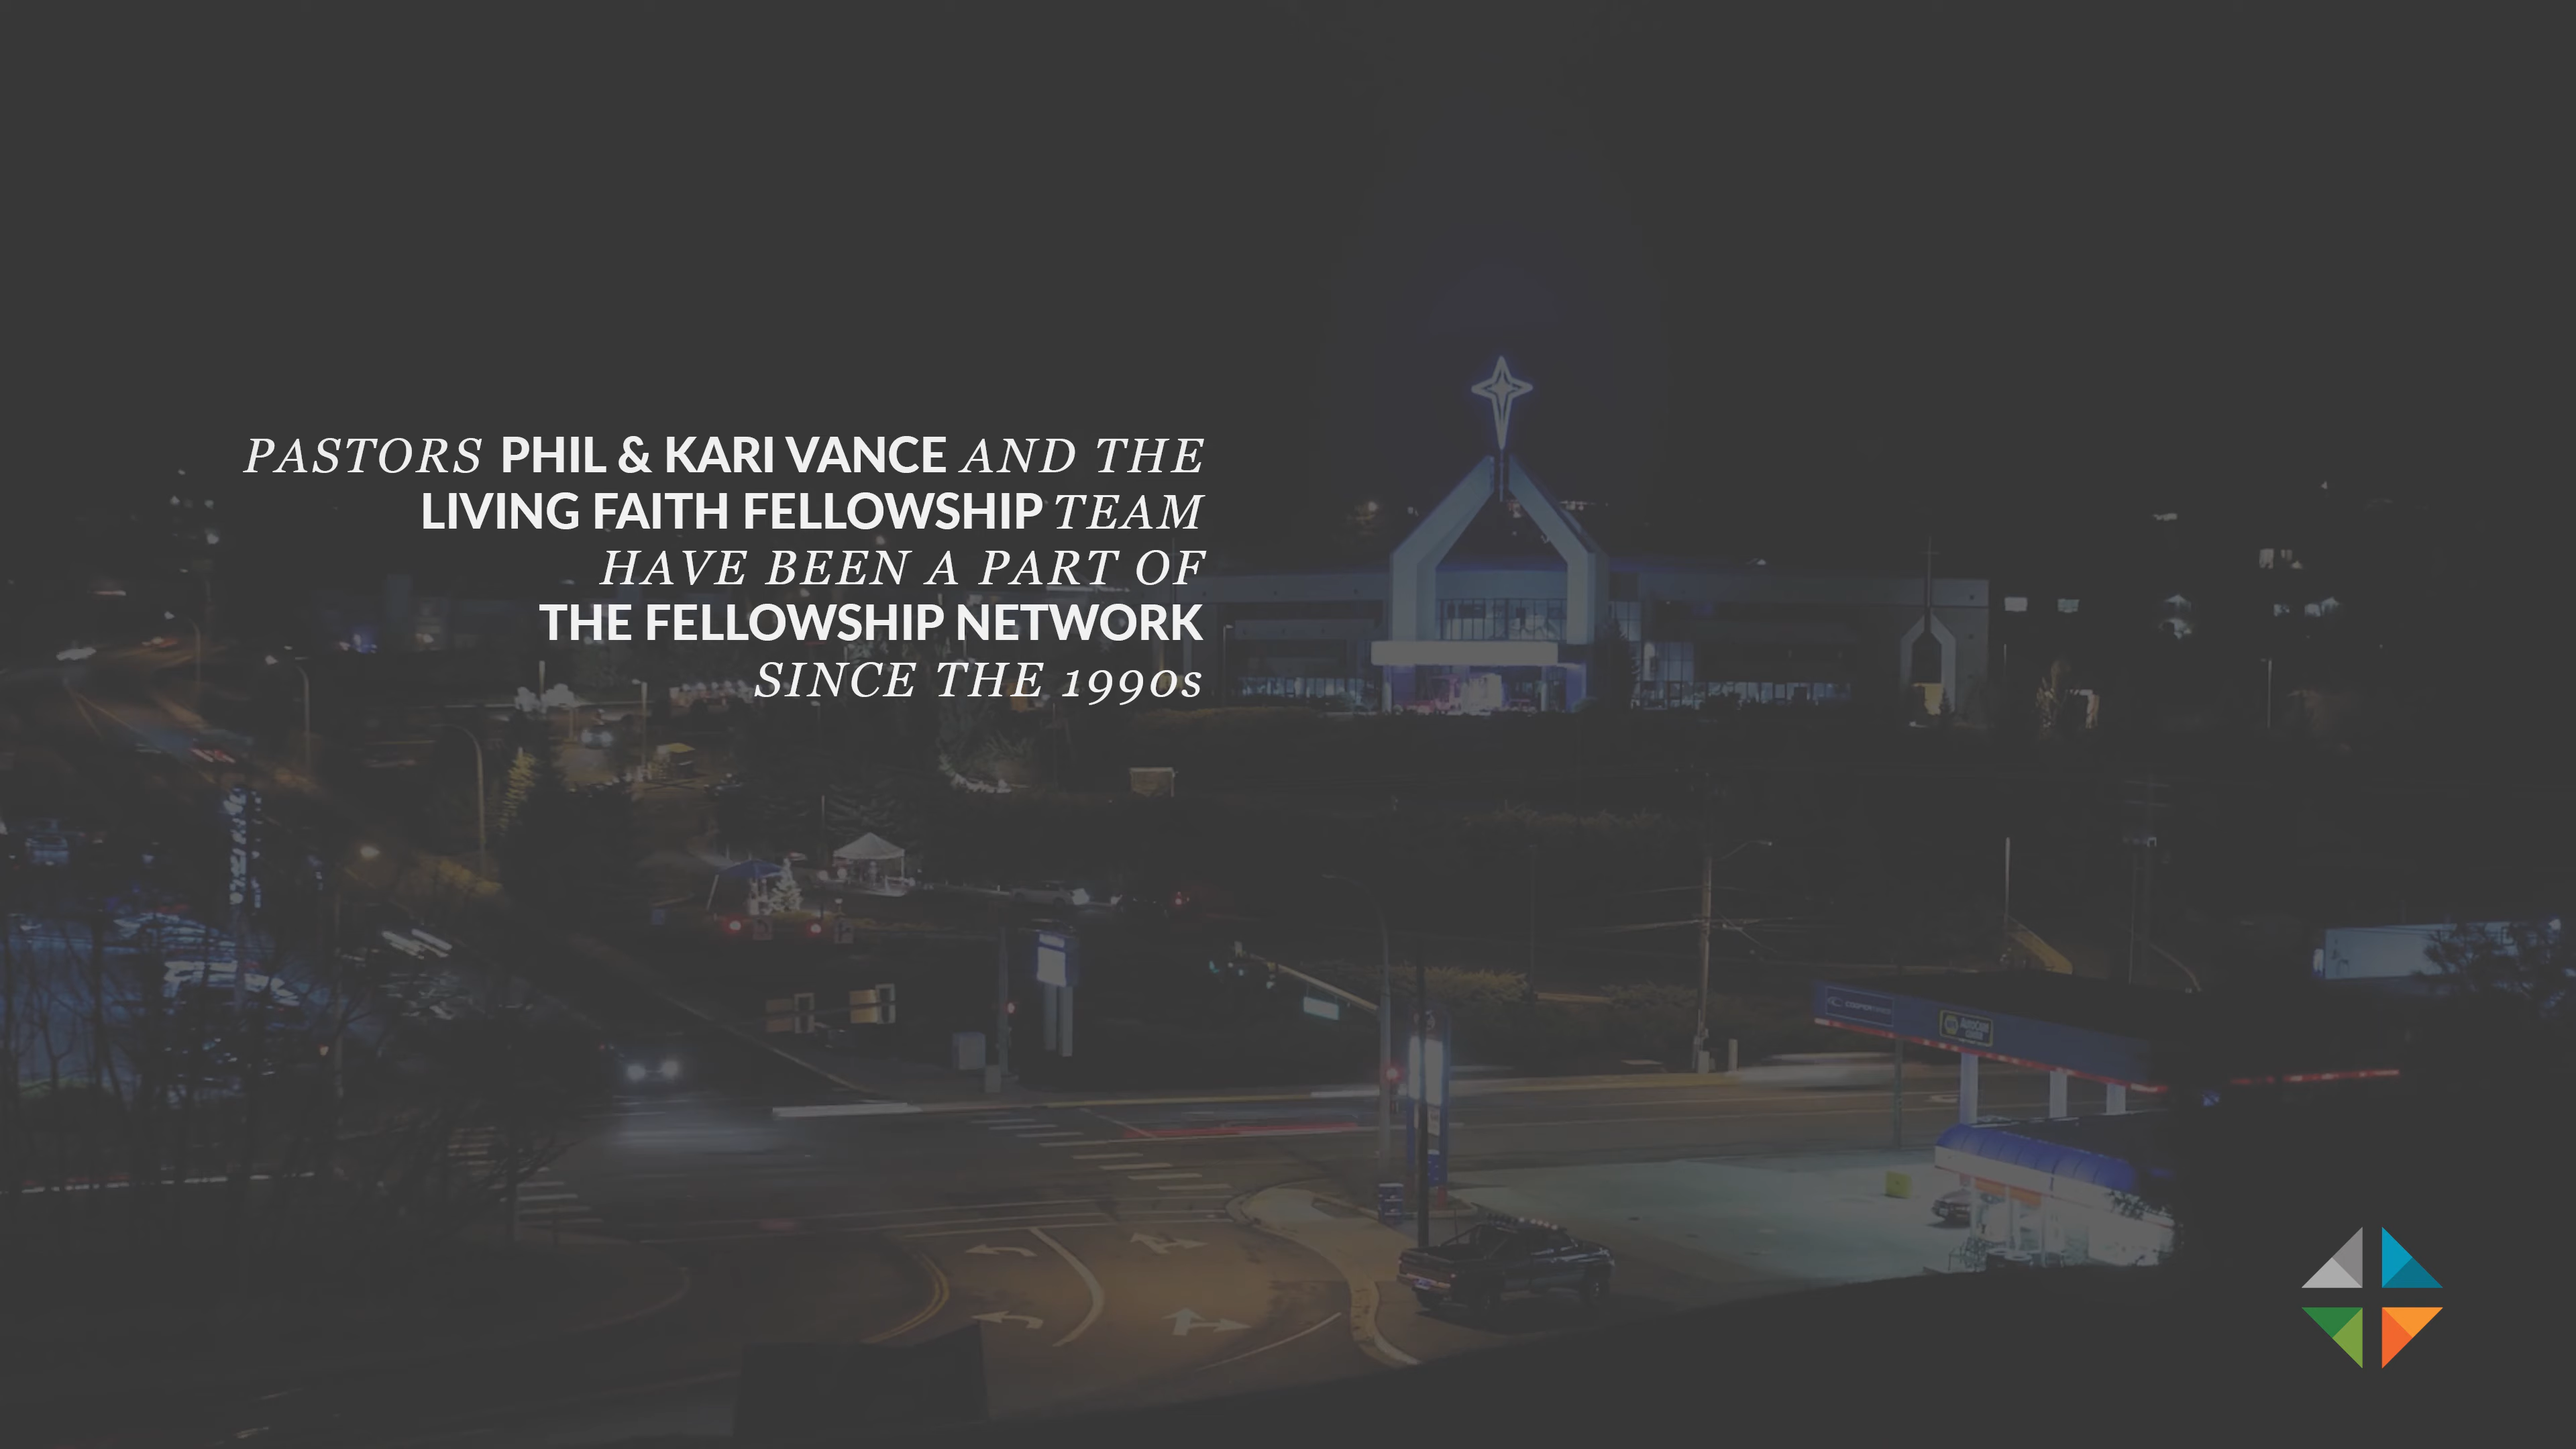 PASTORS PHIL & KARI VANCE AND THE
LIVING FAITH FELLOWSHIP TEAM
HAVE BEEN A PART OF
THE FELLOWSHIP NETWORK
SINCE THE 1990s